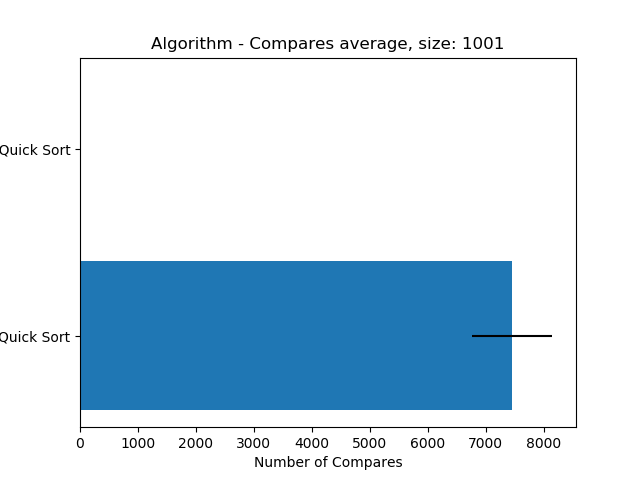 Algorithm - Compares average, size: 1001
Quick Sort
Quick Sort
0 1000 2000 3000 4000 5000 6000 7000 8000
Number of Compares